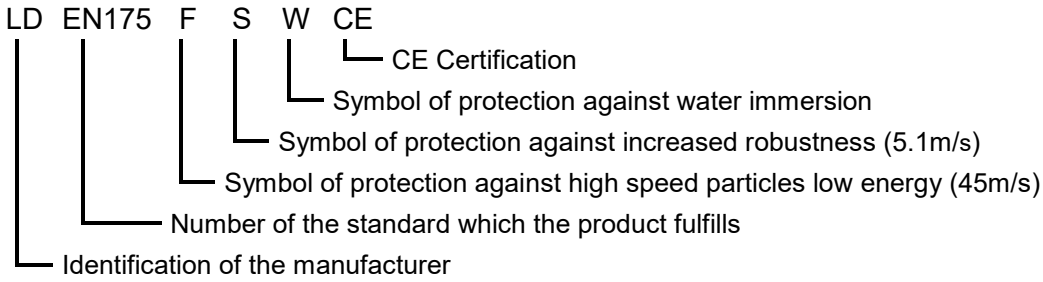 LD EN175 F S W CE
CE Certification
Symbol of protection against water immersion
Symbol of protection against increased robustness (5.1m/s)
Symbol of protection against high speed particles low energy (45m/s)
Number of the standard which the product fulfills
Identification of the manufacturer